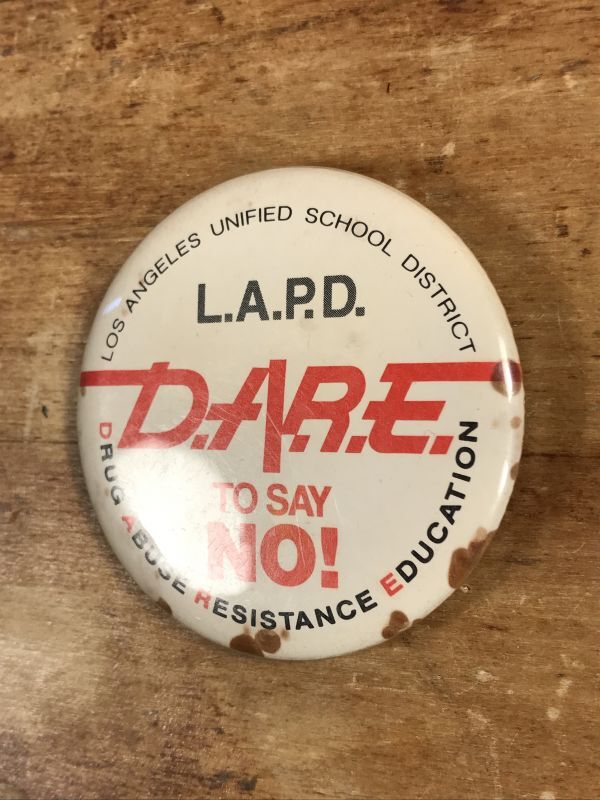 LOS ANGELES UNIFIED SCHOOL DISTRICT
L.A.P.D.
D.A.R.E.
TO SAY
NO!
DRUG ABUSE RESISTANCE EDUCATION